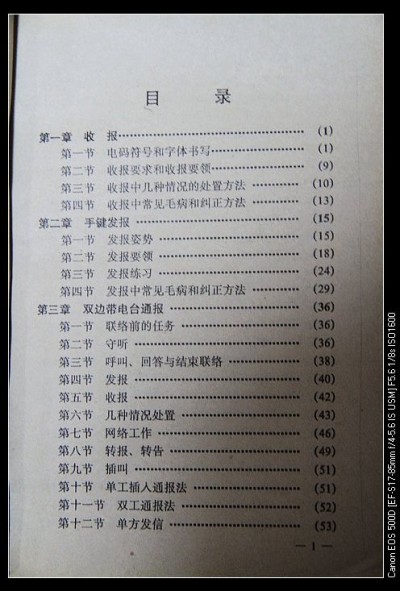 目 录
第一章 收 报 (1)
第一节 电码符号和字体书写 (1)
第二节 收报要求和收报要领 (9)
第三节 收报中几种情况的处置方法 (10)
第四节 收报中常见毛病和纠正方法 (13)
第二章 手键发报 (15)
第一节 发报姿势 (15)
第二节 发报要领 (18)
第三节 发报练习 (24)
第四节 发报中常见毛病和纠正方法 (29)
第三章 双边带电台通报 (36)
第一节 联络前的任务 (36)
第二节 守听 (36)
第三节 呼叫、回答与结束联络 (38)
第四节 发报 (40)
第五节 收报 (42)
第六节 几种情况处置 (43)
第七节 网络工作 (46)
第八节 转报、转告 (49)
第九节 插叫 (51)
第十节 单工插入通报法 (51)
第十一节 双工通报法 (52)
第十二节 单方发信 (53)
— 1 —
Canon EOS 500D [EF-S17-85mm f/4-5.6 IS USM] F5.6 1/8s ISO1600